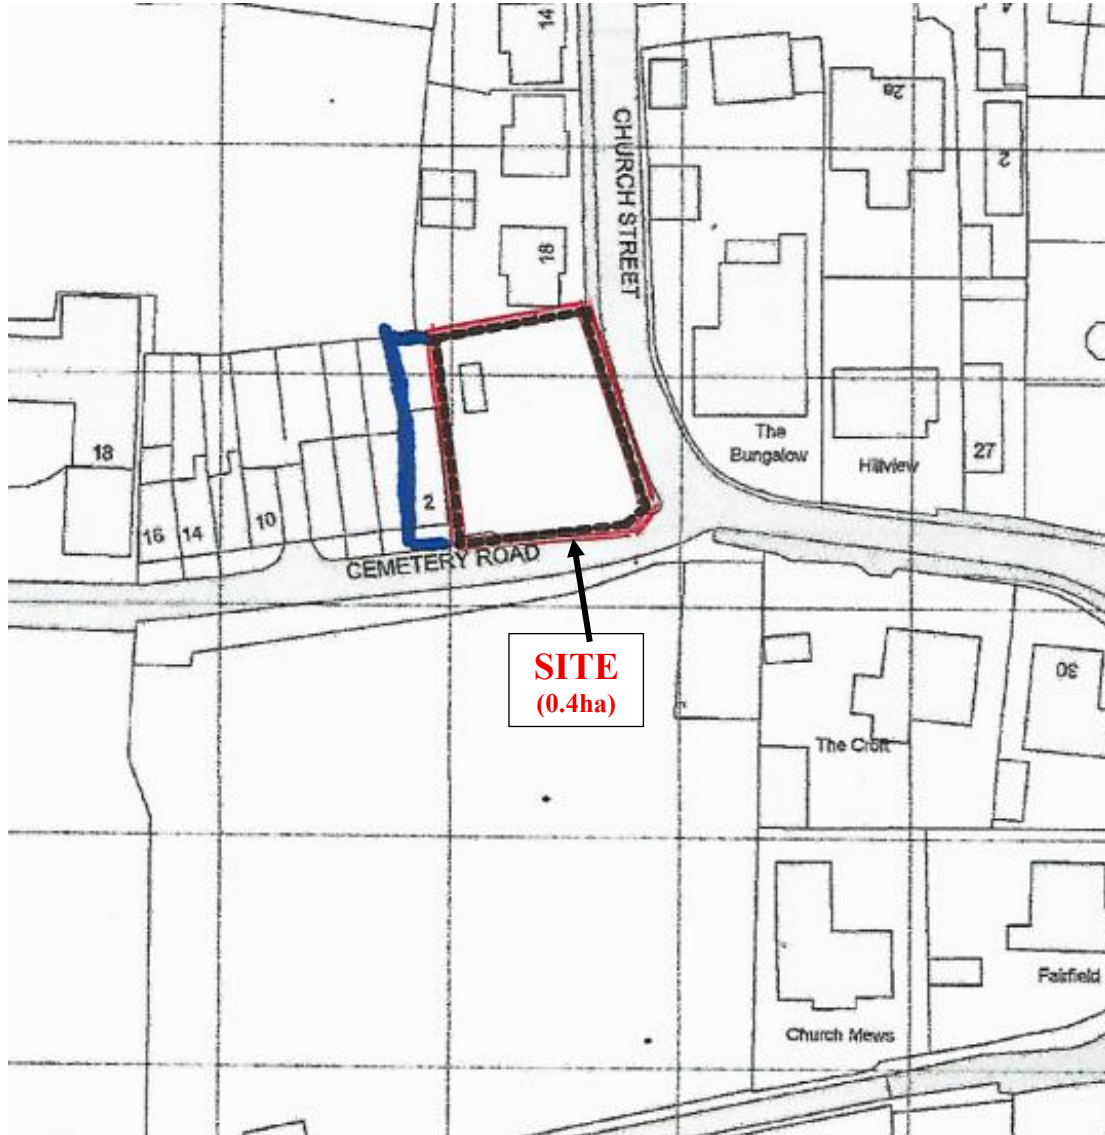 14
CHURCH STREET
2a
2
18
The
Bungalow
Hillview
27
18
2
16
14
10
CEMETERY ROAD
SITE
(0.4ha)
30
The Croft
Fairfield
Church Mews